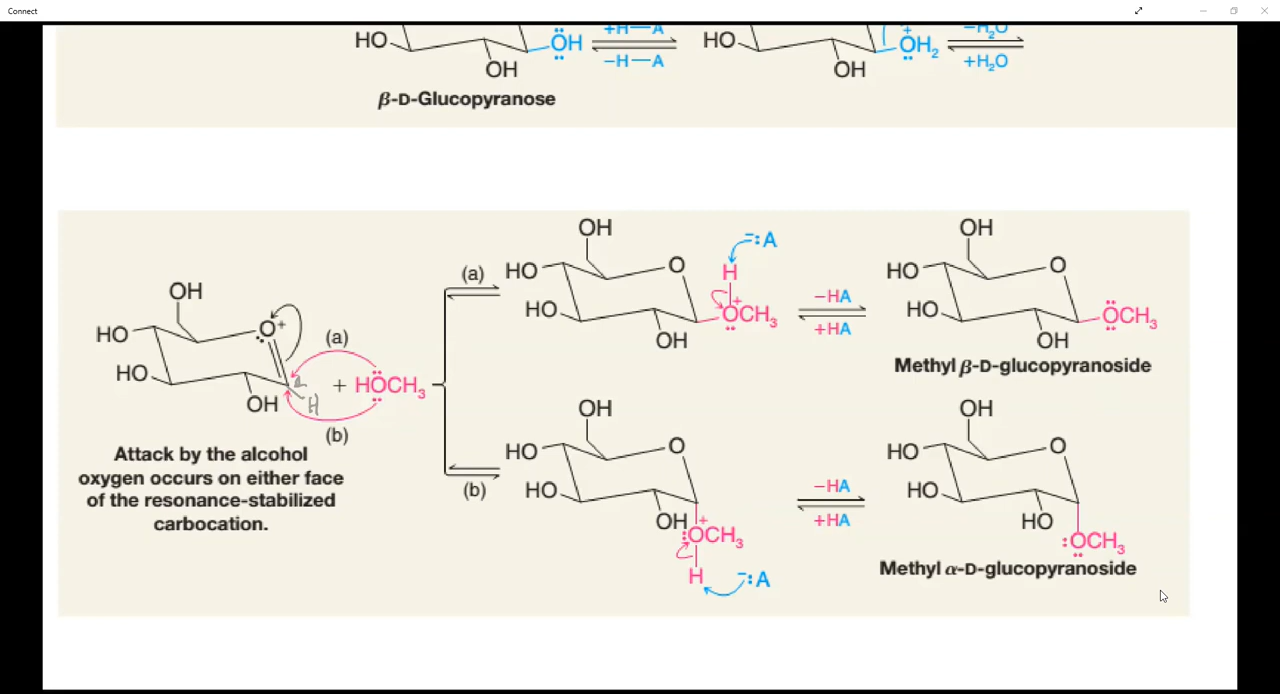 Connect
+H—A
−H₂O
HO
ÖH
HO
ÖH₂
−H—A
+H₂O
OH
OH
β-D-Glucopyranose
OH
HO
O⁺
HO
OH
H
(a)
+ HÖCH₃
(b)
Attack by the alcohol
oxygen occurs on either face
of the resonance-stabilized
carbocation.
(a)
OH
HO
O
HO
OH
H
⁻:A
+
ÖCH₃
−HA
+HA
OH
HO
O
HO
OH
ÖCH₃
Methyl β-D-glucopyranoside
(b)
OH
HO
O
HO
OH
+
:OCH₃
H
⁻:A
−HA
+HA
OH
HO
O
HO
HO
:OCH₃
Methyl α-D-glucopyranoside